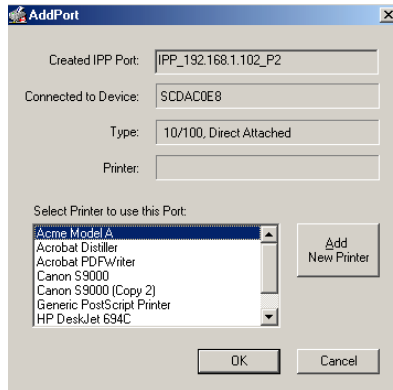 AddPort
Created IPP Port: IPP_192.168.1.102_P2
Connected to Device: SCDAC0E8
Type: 10/100, Direct Attached
Printer:
Select Printer to use this Port:
Acme Model A
Acrobat Distiller
Acrobat PDFWriter
Canon S9000
Canon S9000 (Copy 2)
Generic PostScript Printer
HP DeskJet 694C
Add
New Printer
OK Cancel